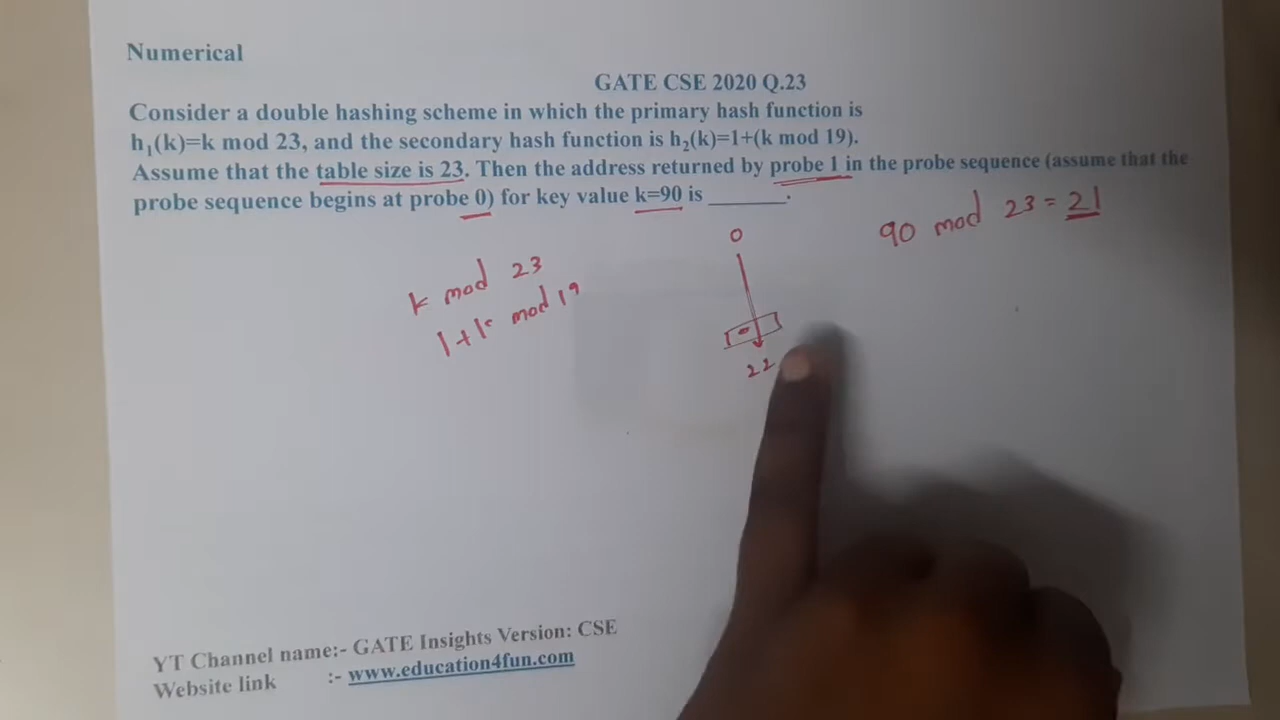 Numerical
GATE CSE 2020 Q.23
Consider a double hashing scheme in which the primary hash function is
h₁(k)=k mod 23, and the secondary hash function is h₂(k)=1+(k mod 19).
Assume that the table size is 23. Then the address returned by probe 1 in the probe sequence (assume that the
probe sequence begins at probe 0) for key value k=90 is ______.
90 mod 23 = 21
0
k mod 23
1+k mod 19
22
YT Channel name:- GATE Insights Version: CSE
Website link :- www.education4fun.com